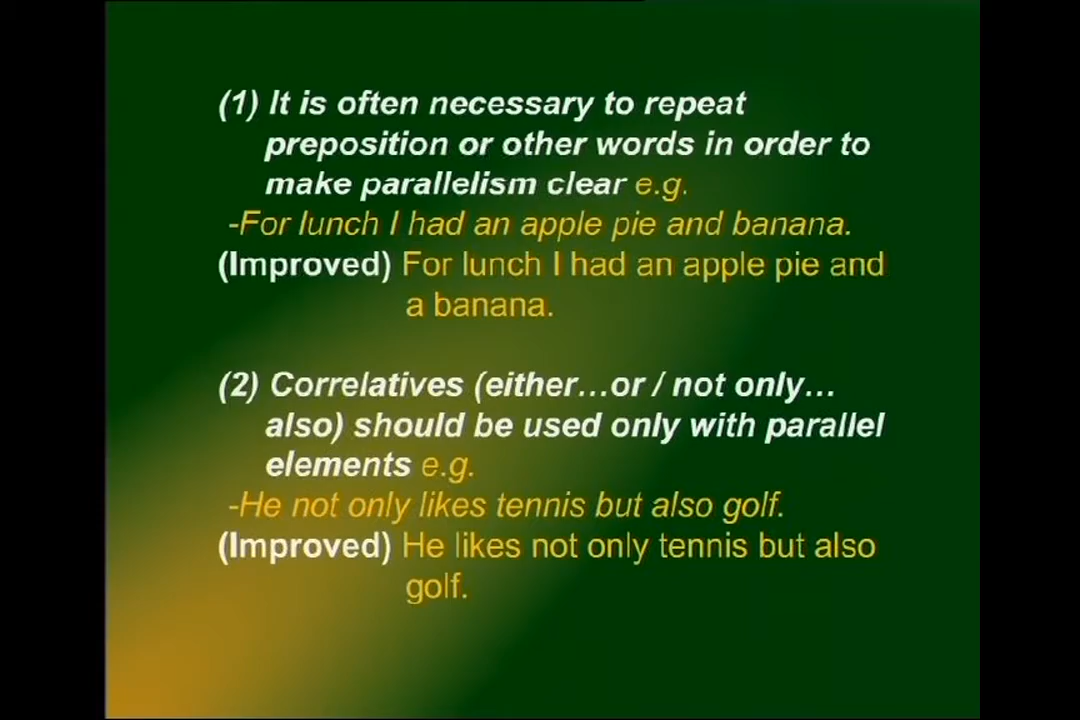 (1) It is often necessary to repeat
preposition or other words in order to
make parallelism clear e.g.
-For lunch I had an apple pie and banana.
(Improved) For lunch I had an apple pie and
a banana.
(2) Correlatives (either...or / not only...
also) should be used only with parallel
elements e.g.
-He not only likes tennis but also golf.
(Improved) He likes not only tennis but also
golf.